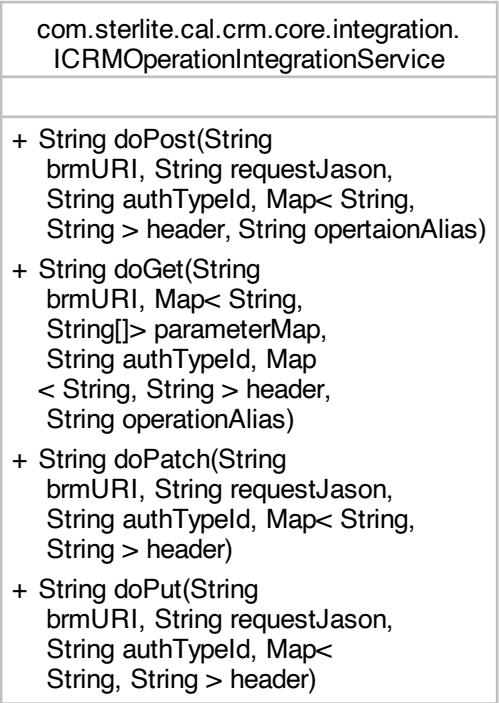 com.sterlite.cal.crm.core.integration.
ICRMOperationIntegrationService
+ String doPost(String
brmURI, String requestJason,
String authTypeId, Map< String,
String > header, String opertaionAlias)
+ String doGet(String
brmURI, Map< String,
String[]> parameterMap,
String authTypeId, Map
< String, String > header,
String operationAlias)
+ String doPatch(String
brmURI, String requestJason,
String authTypeId, Map< String,
String > header)
+ String doPut(String
brmURI, String requestJason,
String authTypeId, Map<
String, String > header)